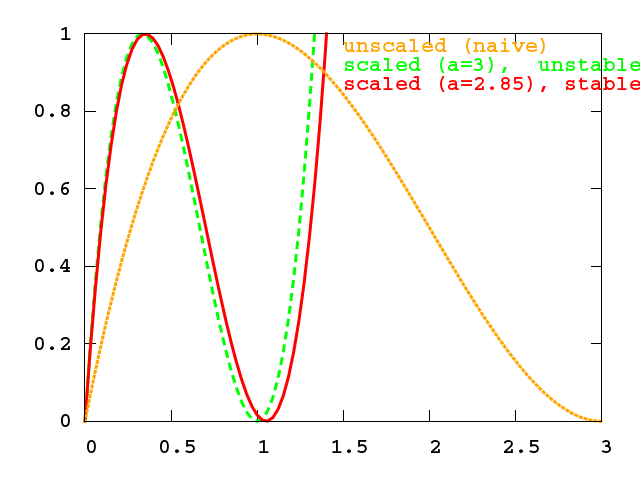 1
unscaled (naive)
scaled (a=3), unstable
scaled (a=2.85), stable
0.8
0.6
0.4
0.2
0
0 0.5 1 1.5 2 2.5 3